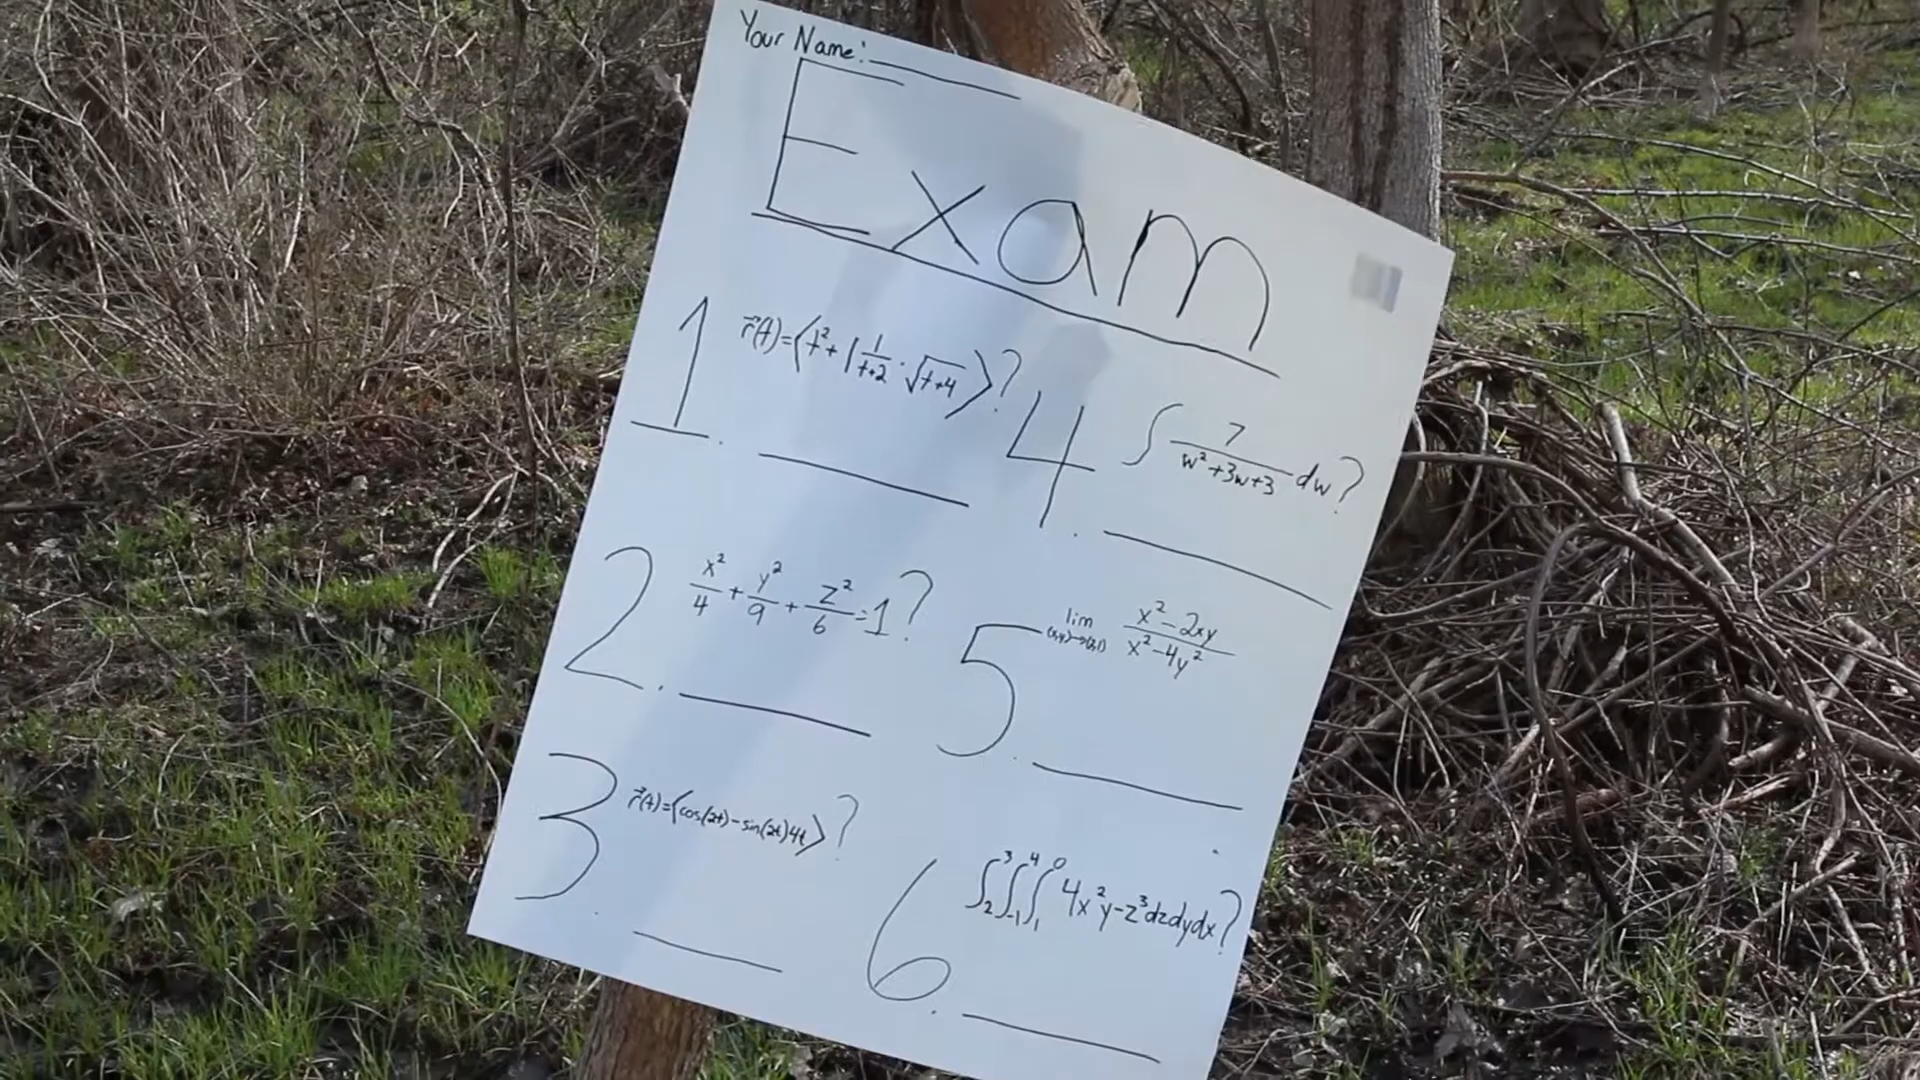 Your Name:
Exam
1. r⃗(t)=⟨t²+1 1/(t+2) · √(t+4)⟩?
2. x²/4 + y²/9 + z²/6 =1?
3. r⃗(t)=⟨cos(2t)-sin(2t)4t⟩?
4. ∫ 7/(w²+3w+3) dw?
5. lim (x,y)→(2,1) (x²-2xy)/(x²-4y²)
6. ∫₂³∫₋₁⁴∫₁⁰ 4x²y-z³dzdydx?